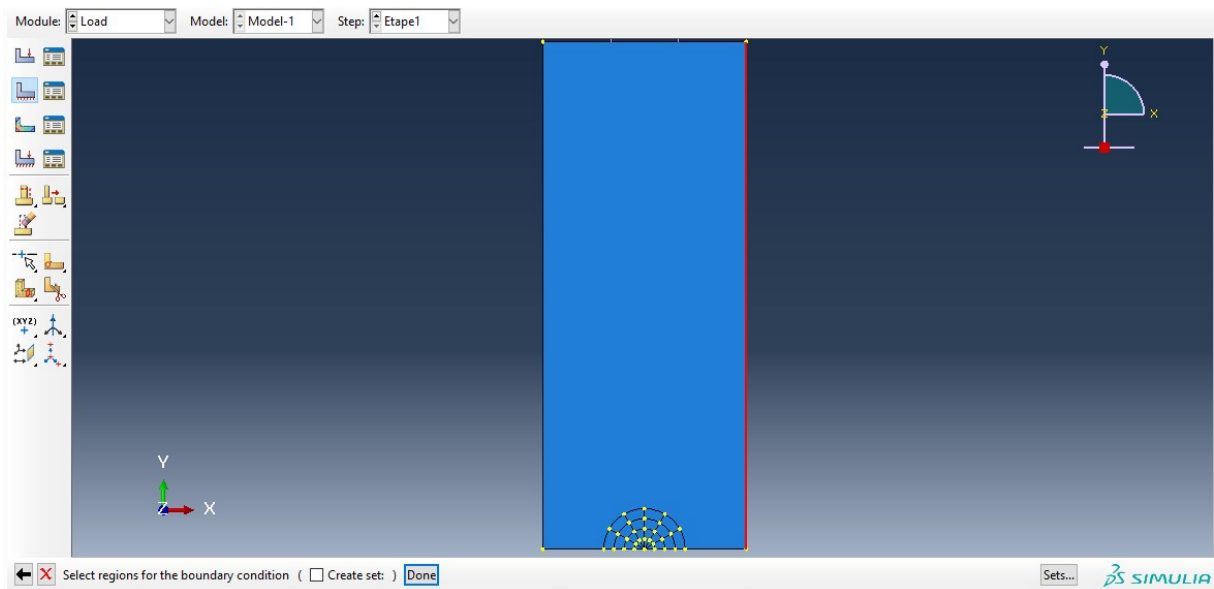 Module: Load Model: Model-1 Step: Etape1
Y
Z X
(XYZ)
Y
Z X
Select regions for the boundary condition ( Create set: ) Done Sets... SIMULIA